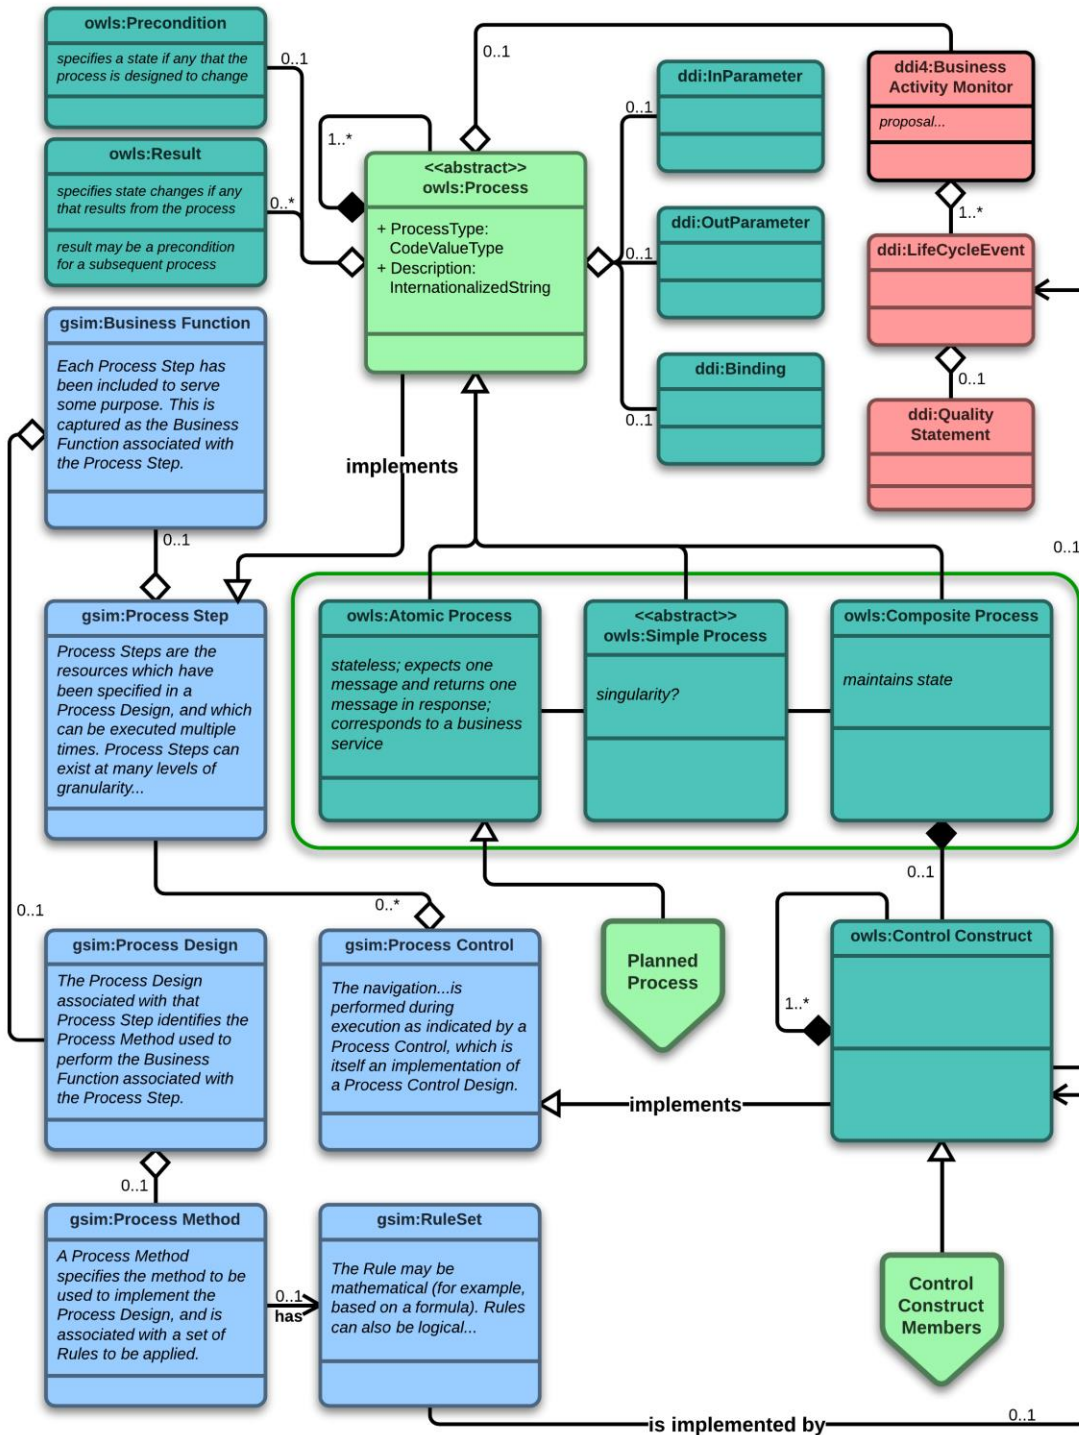 owls:Precondition
specifies a state if any that the
process is designed to change
0..1
owls:Result
specifies state changes if any
that results from the process
result may be a precondition
for a subsequent process
0..*
1..*
0..1
<<abstract>>
owls:Process
+ ProcessType:
CodeValueType
+ Description:
InternationalizedString
ddi:InParameter
0..1
ddi:OutParameter
0..1
ddi:Binding
0..1
ddi4:Business
Activity Monitor
proposal...
1..*
ddi:LifeCycleEvent
0..1
ddi:Quality
Statement
gsim:Business Function
Each Process Step has
been included to serve
some purpose. This is
captured as the Business
Function associated with
the Process Step.
0..1
implements
0..1
gsim:Process Step
Process Steps are the
resources which have
been specified in a
Process Design, and which
can be executed multiple
times. Process Steps can
exist at many levels of
granularity...
owls:Atomic Process
stateless; expects one
message and returns one
message in response;
corresponds to a business
service
<<abstract>>
owls:Simple Process
singularity?
owls:Composite Process
maintains state
0..1
0..1
0..*
gsim:Process Design
The Process Design
associated with that
Process Step identifies the
Process Method used to
perform the Business
Function associated with
the Process Step.
gsim:Process Control
The navigation...is
performed during
execution as indicated by a
Process Control, which is
itself an implementation of
a Process Control Design.
Planned
Process
owls:Control Construct
1..*
implements
0..1
gsim:Process Method
A Process Method
specifies the method to be
used to implement the
Process Design, and is
associated with a set of
Rules to be applied.
0..1
has
gsim:RuleSet
The Rule may be
mathematical (for example,
based on a formula). Rules
can also be logical...
Control
Construct
Members
is implemented by
0..1